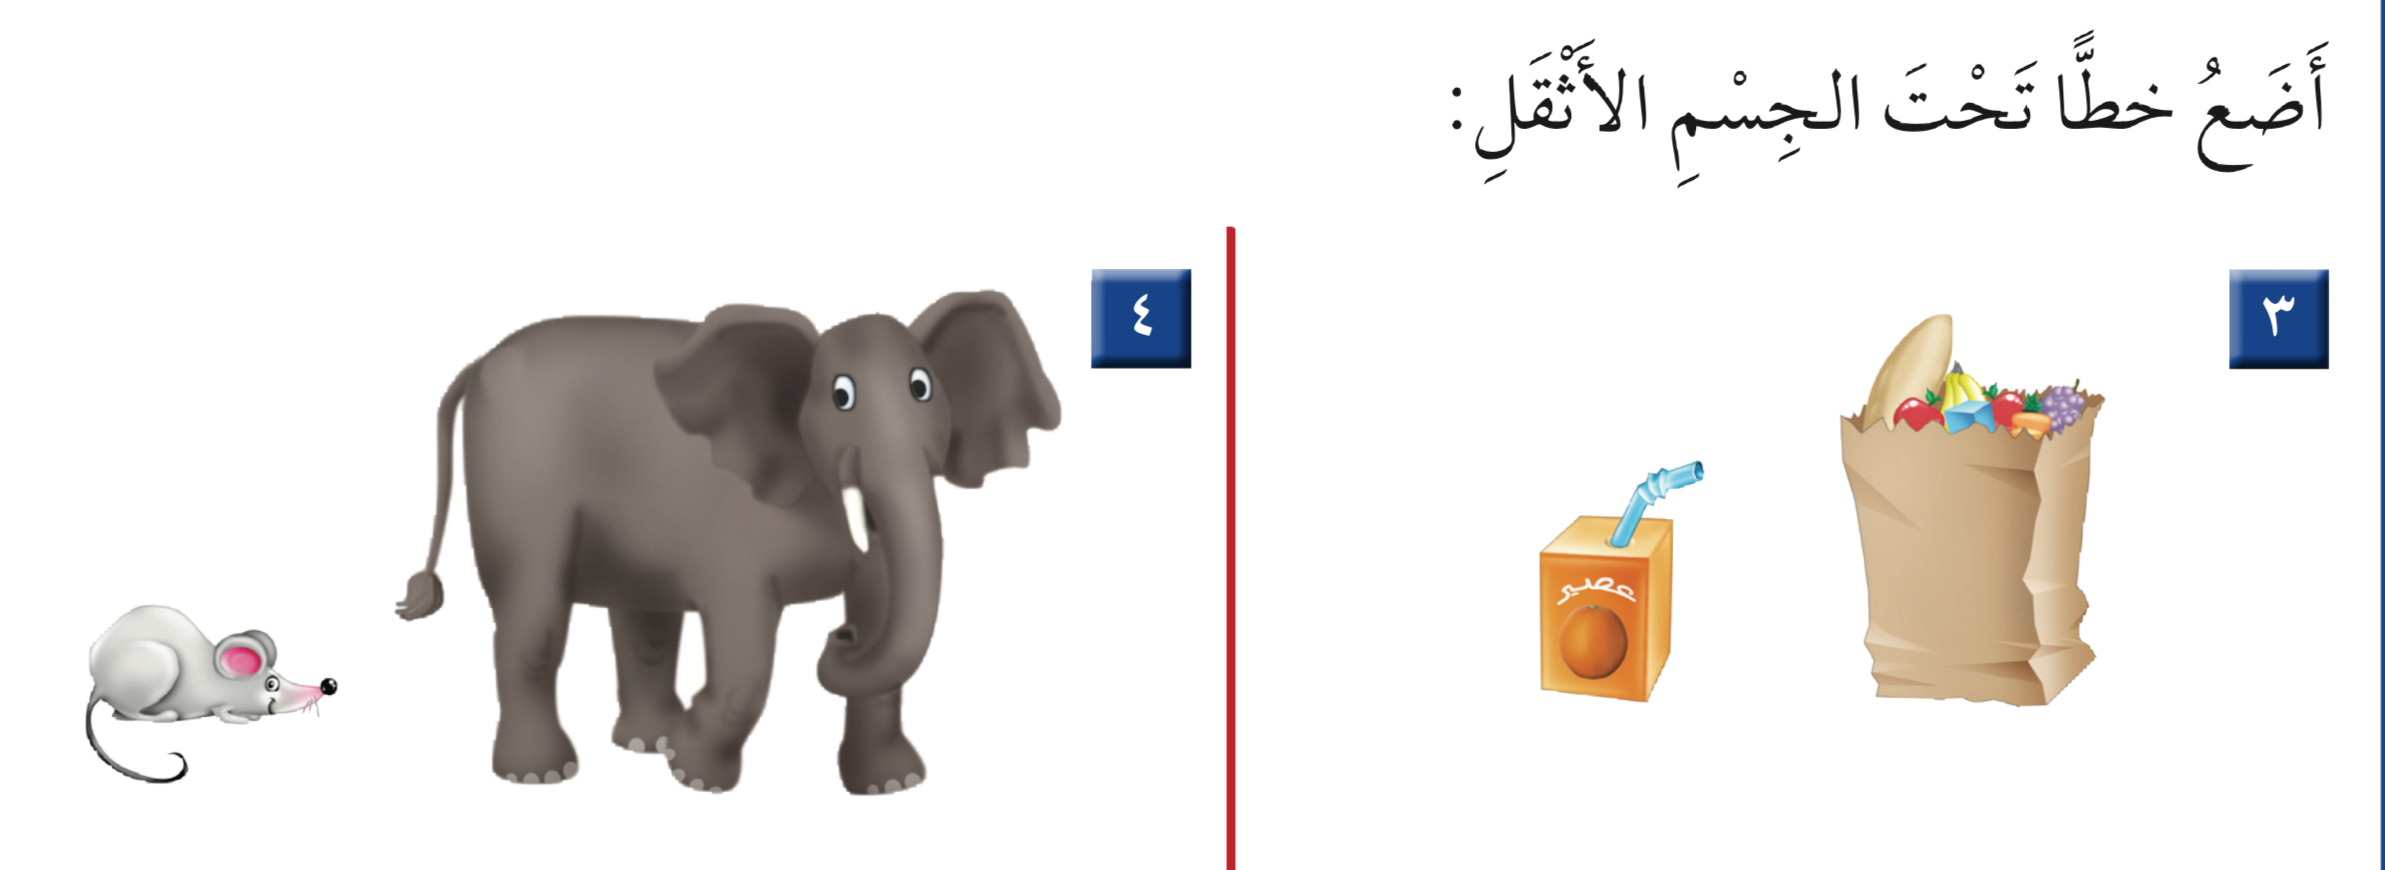 أَضَعُ خطًّا تَحْتَ الجِسْمِ الأَثْقَلِ:
٣
٤
عصير